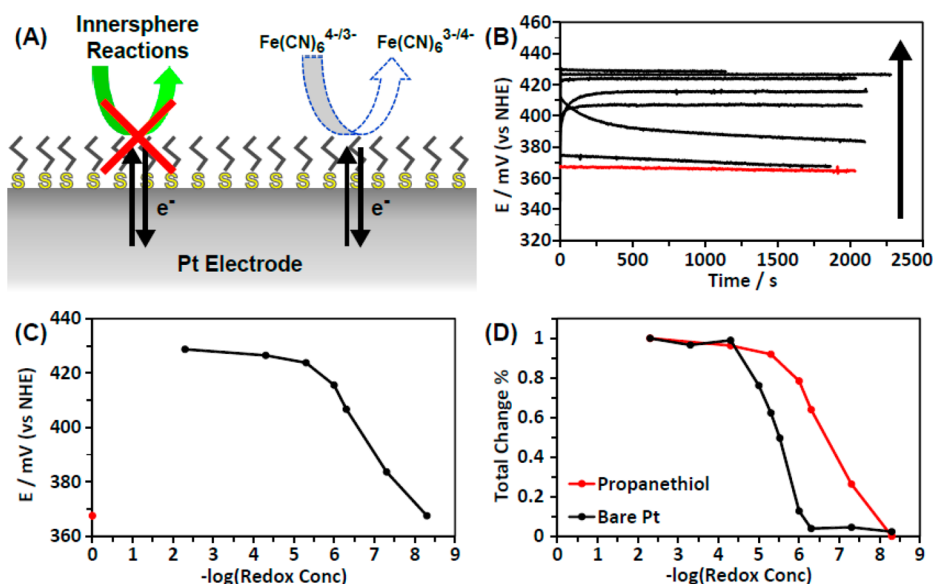 (A)
Innersphere
Reactions
Fe(CN)₆⁴⁻/³⁻
Fe(CN)₆³⁻/⁴⁻
S S S S S S S S S S S S S S S S S S S S
e⁻
e⁻
Pt Electrode
(B)
E / mV (vs NHE)
460
440
420
400
380
360
340
320
0 500 1000 1500 2000 2500
Time / s
(C)
E / mV (vs NHE)
440
420
400
380
360
0 1 2 3 4 5 6 7 8 9
-log(Redox Conc)
(D)
Total Change %
1
0.8
0.6
0.4
0.2
0
Propanethiol
Bare Pt
0 1 2 3 4 5 6 7 8 9
-log(Redox Conc)